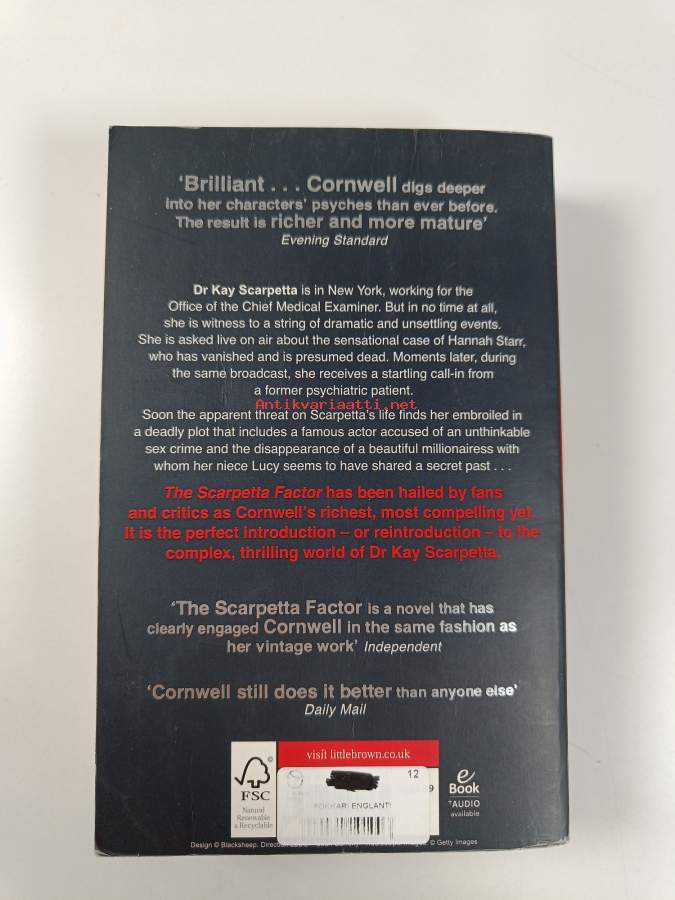 ‘Brilliant . . . Cornwell digs deeper
into her characters’ psyches than ever before.
The result is richer and more mature’
Evening Standard
Dr Kay Scarpetta is in New York, working for the
Office of the Chief Medical Examiner. But in no time at all,
she is witness to a string of dramatic and unsettling events.
She is asked live on air about the sensational case of Hannah Starr,
who has vanished and is presumed dead. Moments later, during
the same broadcast, she receives a startling call-in from
a former psychiatric patient.
Antikvariaatti.net
Soon the apparent threat on Scarpetta’s life finds her embroiled in
a deadly plot that includes a famous actor accused of an unthinkable
sex crime and the disappearance of a beautiful millionairess with
whom her niece Lucy seems to have shared a secret past . . .
The Scarpetta Factor has been hailed by fans
and critics as Cornwell’s richest, most compelling yet.
It is the perfect introduction – or reintroduction – to the
complex, thrilling world of Dr Kay Scarpetta.
‘The Scarpetta Factor is a novel that has
clearly engaged Cornwell in the same fashion as
her vintage work’ Independent
‘Cornwell still does it better than anyone else’
Daily Mail
visit littlebrown.co.uk
FSC
Natural
Renewable
& Recyclable
12
9
POKKARI ENGLANTI
eBook
+AUDIO
available
Design © Blacksheep. © Getty Images